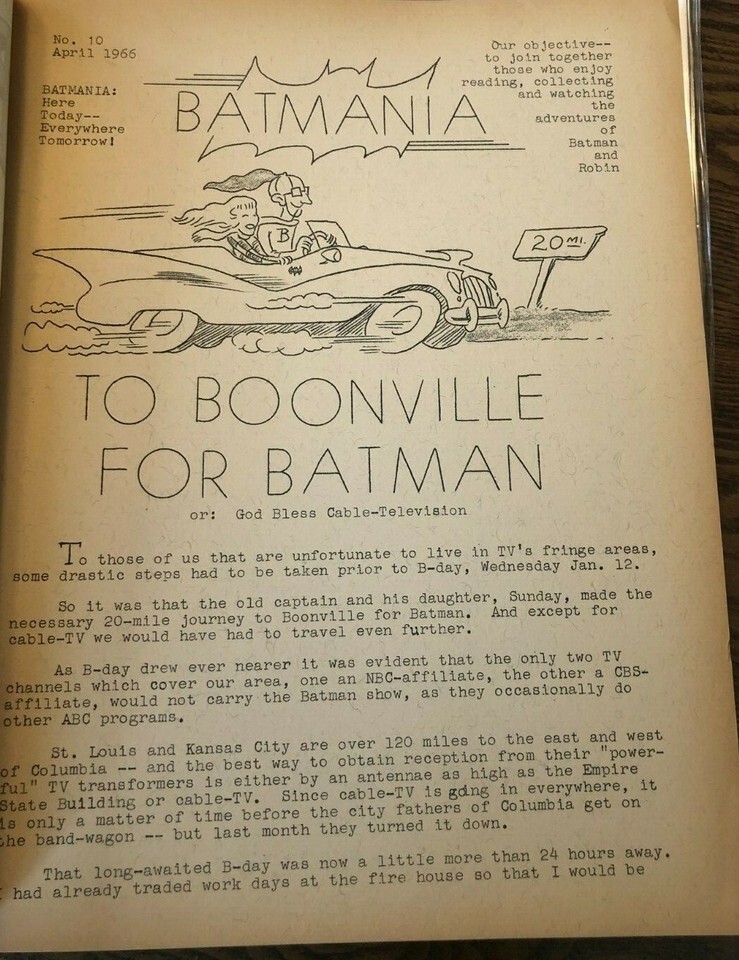 No. 10
April 1966
BATMANIA:
Here
Today--
Everywhere
Tomorrow!
BATMANIA
Our objective--
to join together
those who enjoy
reading, collecting
and watching
the
adventures
of
Batman
and
Robin
B
20 MI.
TO BOONVILLE
FOR BATMAN
or: God Bless Cable-Television
To those of us that are unfortunate to live in TV's fringe areas,
some drastic steps had to be taken prior to B-day, Wednesday Jan. 12.
So it was that the old captain and his daughter, Sunday, made the
necessary 20-mile journey to Boonville for Batman. And except for
cable-TV we would have had to travel even further.
As B-day drew ever nearer it was evident that the only two TV
channels which cover our area, one an NBC-affiliate, the other a CBS-
affiliate, would not carry the Batman show, as they occasionally do
other ABC programs.
St. Louis and Kansas City are over 120 miles to the east and west
of Columbia -- and the best way to obtain reception from their "power-
ful" TV transformers is either by an antennae as high as the Empire
State Building or cable-TV. Since cable-TV is going in everywhere, it
is only a matter of time before the city fathers of Columbia get on
the band-wagon -- but last month they turned it down.
That long-awaited B-day was now a little more than 24 hours away.
I had already traded work days at the fire house so that I would be